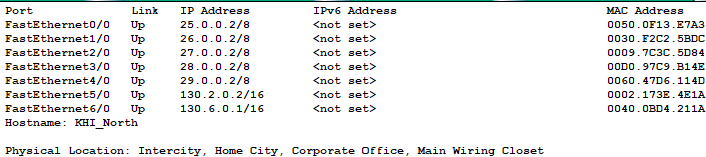 Port Link IP Address IPv6 Address MAC Address
FastEthernet0/0 Up 25.0.0.2/8 <not set> 0050.0F13.E7A3
FastEthernet1/0 Up 26.0.0.2/8 <not set> 0030.F2C2.5BDC
FastEthernet2/0 Up 27.0.0.2/8 <not set> 0009.7C3C.5D84
FastEthernet3/0 Up 28.0.0.2/8 <not set> 00D0.97C9.B14E
FastEthernet4/0 Up 29.0.0.2/8 <not set> 0060.47D6.114D
FastEthernet5/0 Up 130.2.0.2/16 <not set> 0002.173E.4E1A
FastEthernet6/0 Up 130.6.0.1/16 <not set> 0040.0BD4.211A
Hostname: KHI_North
Physical Location: Intercity, Home City, Corporate Office, Main Wiring Closet